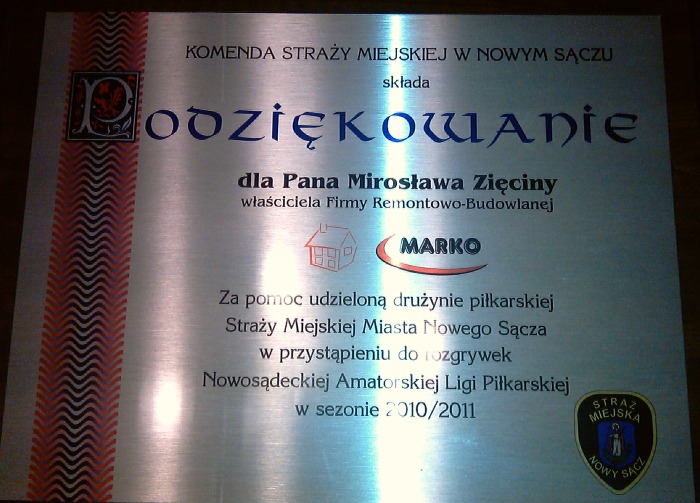 KOMENDA STRAŻY MIEJSKIEJ W NOWYM SĄCZU
składa
PODZIĘKOWANIE
dla Pana Mirosława Zięciny
właściciela Firmy Remontowo-Budowlanej
MARKO
Za pomoc udzieloną drużynie piłkarskiej
Straży Miejskiej Miasta Nowego Sącza
w przystąpieniu do rozgrywek
Nowosądeckiej Amatorskiej Ligi Piłkarskiej
w sezonie 2010/2011
STRAŻ
MIEJSKA
NOWY SĄCZ